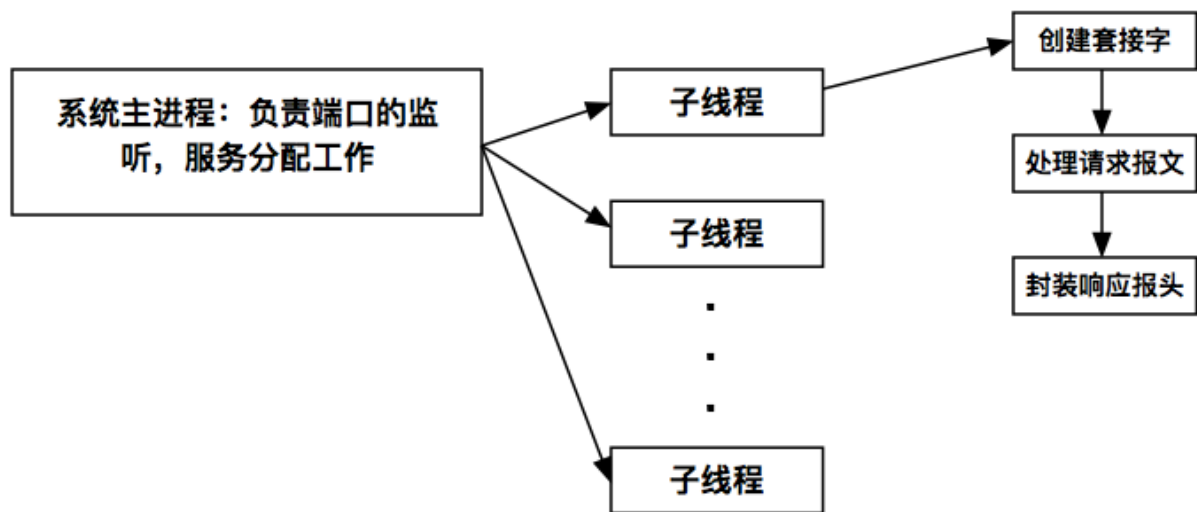 系统主进程：负责端口的监
听，服务分配工作
子线程
子线程
子线程
创建套接字
处理请求报文
封装响应报头